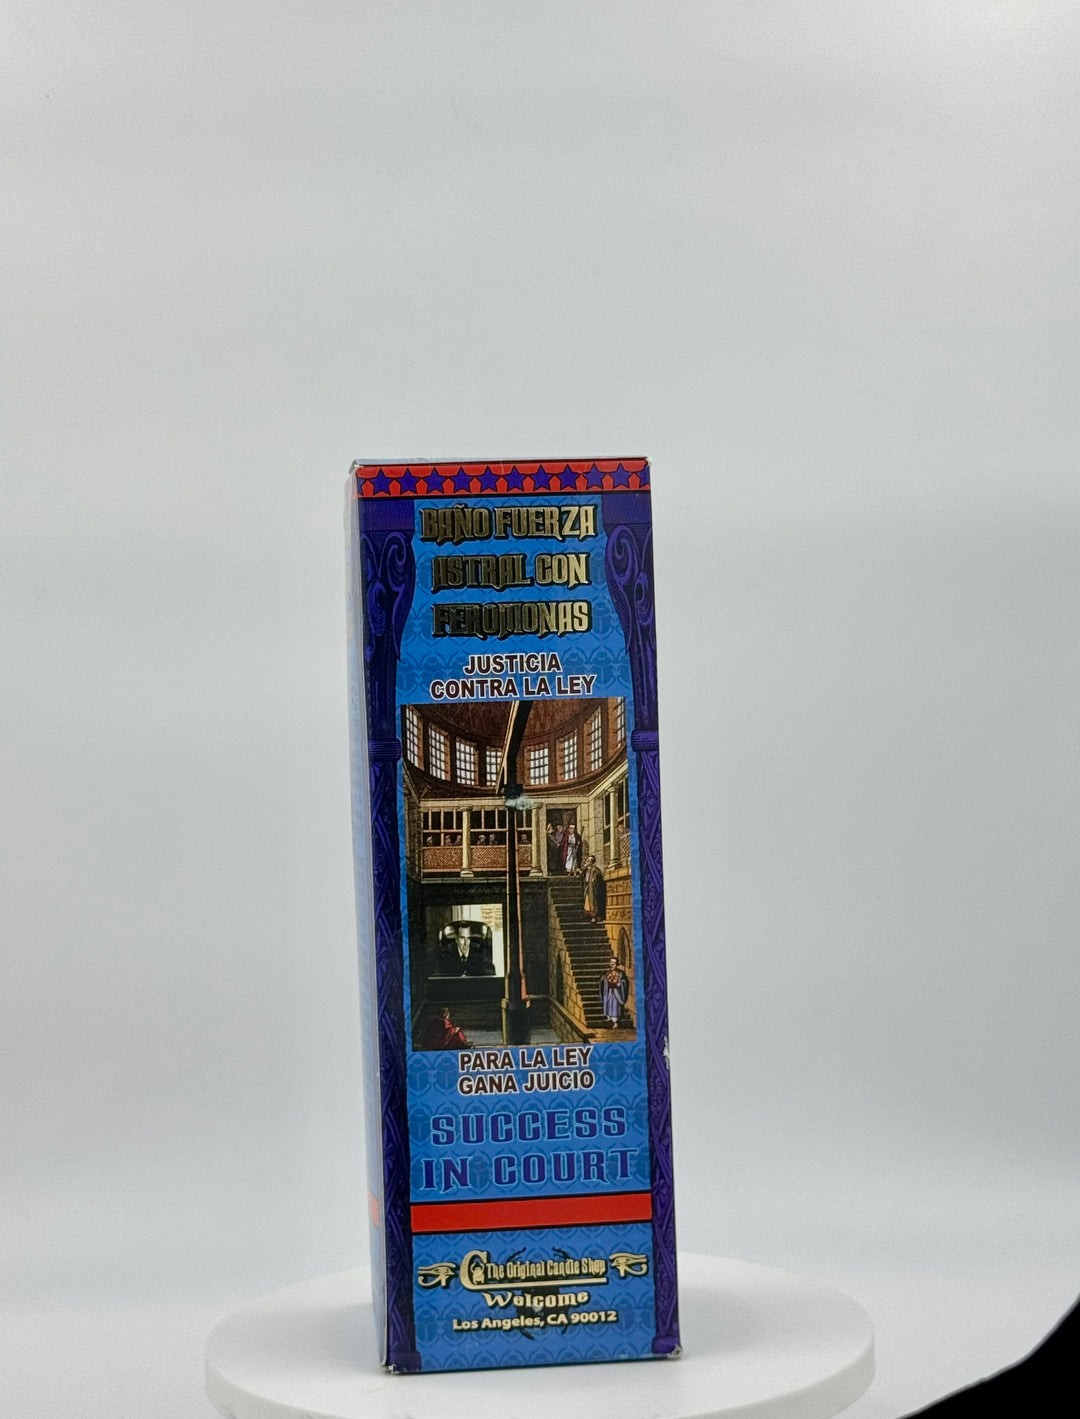 BAÑO FUERZA
ASTRAL CON
FEROMONAS
JUSTICIA
CONTRA LA LEY
PARA LA LEY
GANA JUICIO
SUCCESS
IN COURT
The Original Candle Shop
Welcome
Los Angeles, CA 90012